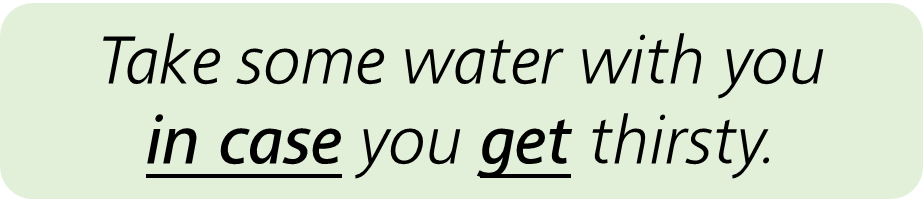 Take some water with you
in case you get thirsty.